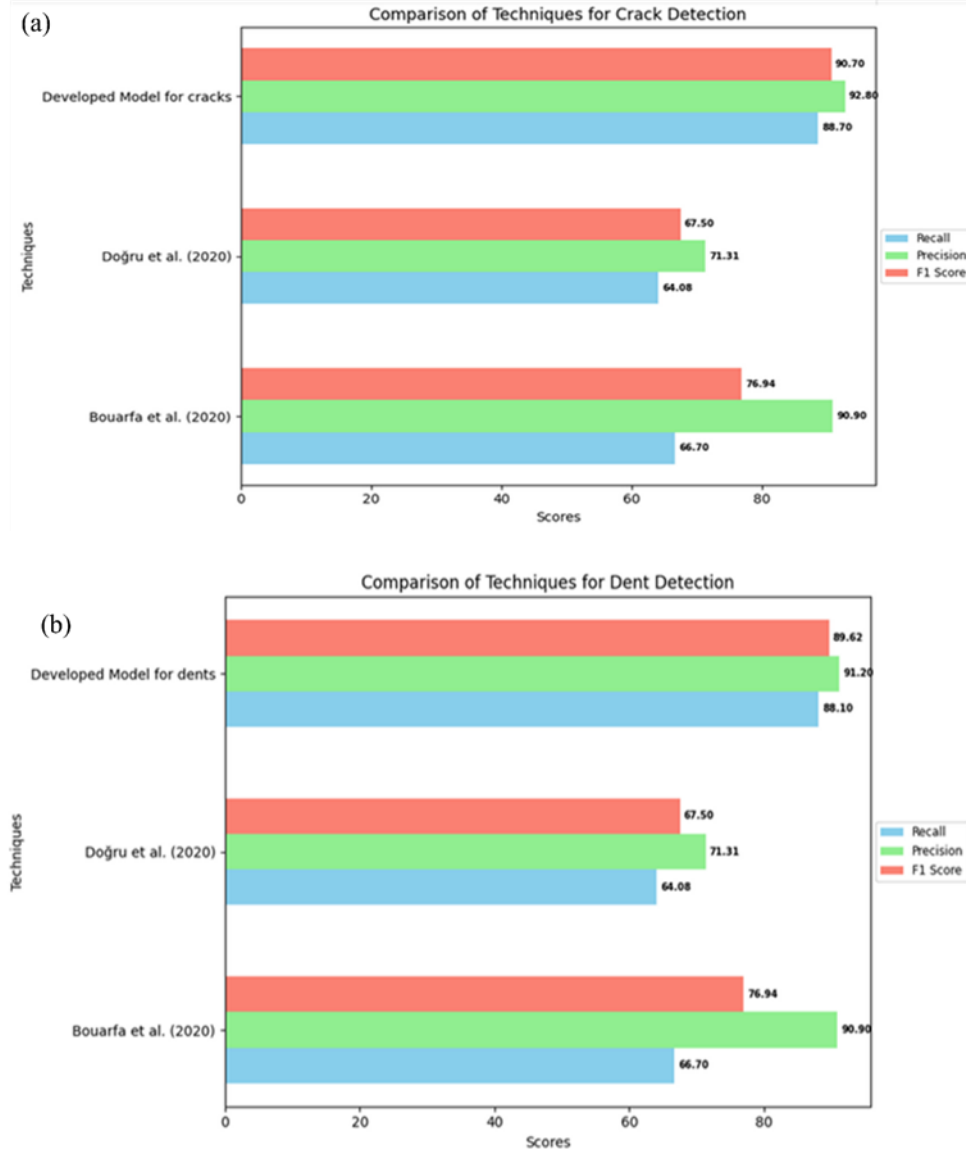 (a)
Comparison of Techniques for Crack Detection
Developed Model for cracks
90.70
92.80
88.70
Doğru et al. (2020)
67.50
71.31
64.08
Bouarfa et al. (2020)
76.94
90.90
66.70
Techniques
0 20 40 60 80
Scores
Recall
Precision
F1 Score
(b)
Comparison of Techniques for Dent Detection
Developed Model for dents
89.62
91.20
88.10
Doğru et al. (2020)
67.50
71.31
64.08
Bouarfa et al. (2020)
76.94
90.90
66.70
Techniques
0 20 40 60 80
Scores
Recall
Precision
F1 Score